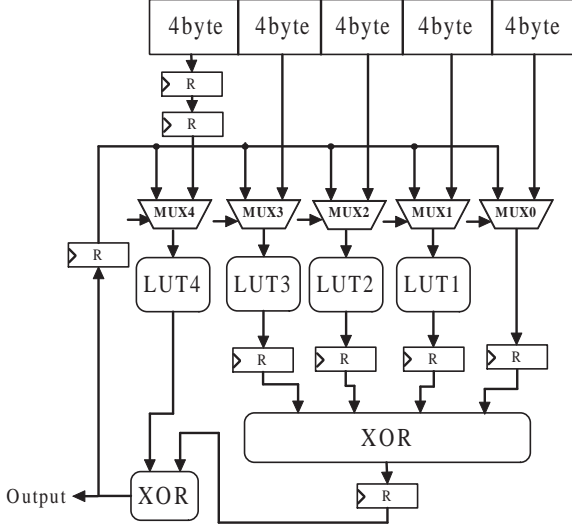 4byte 4byte 4byte 4byte 4byte
R
R
MUX4 MUX3 MUX2 MUX1 MUX0
R
LUT4 LUT3 LUT2 LUT1
R R R R
XOR
Output XOR R